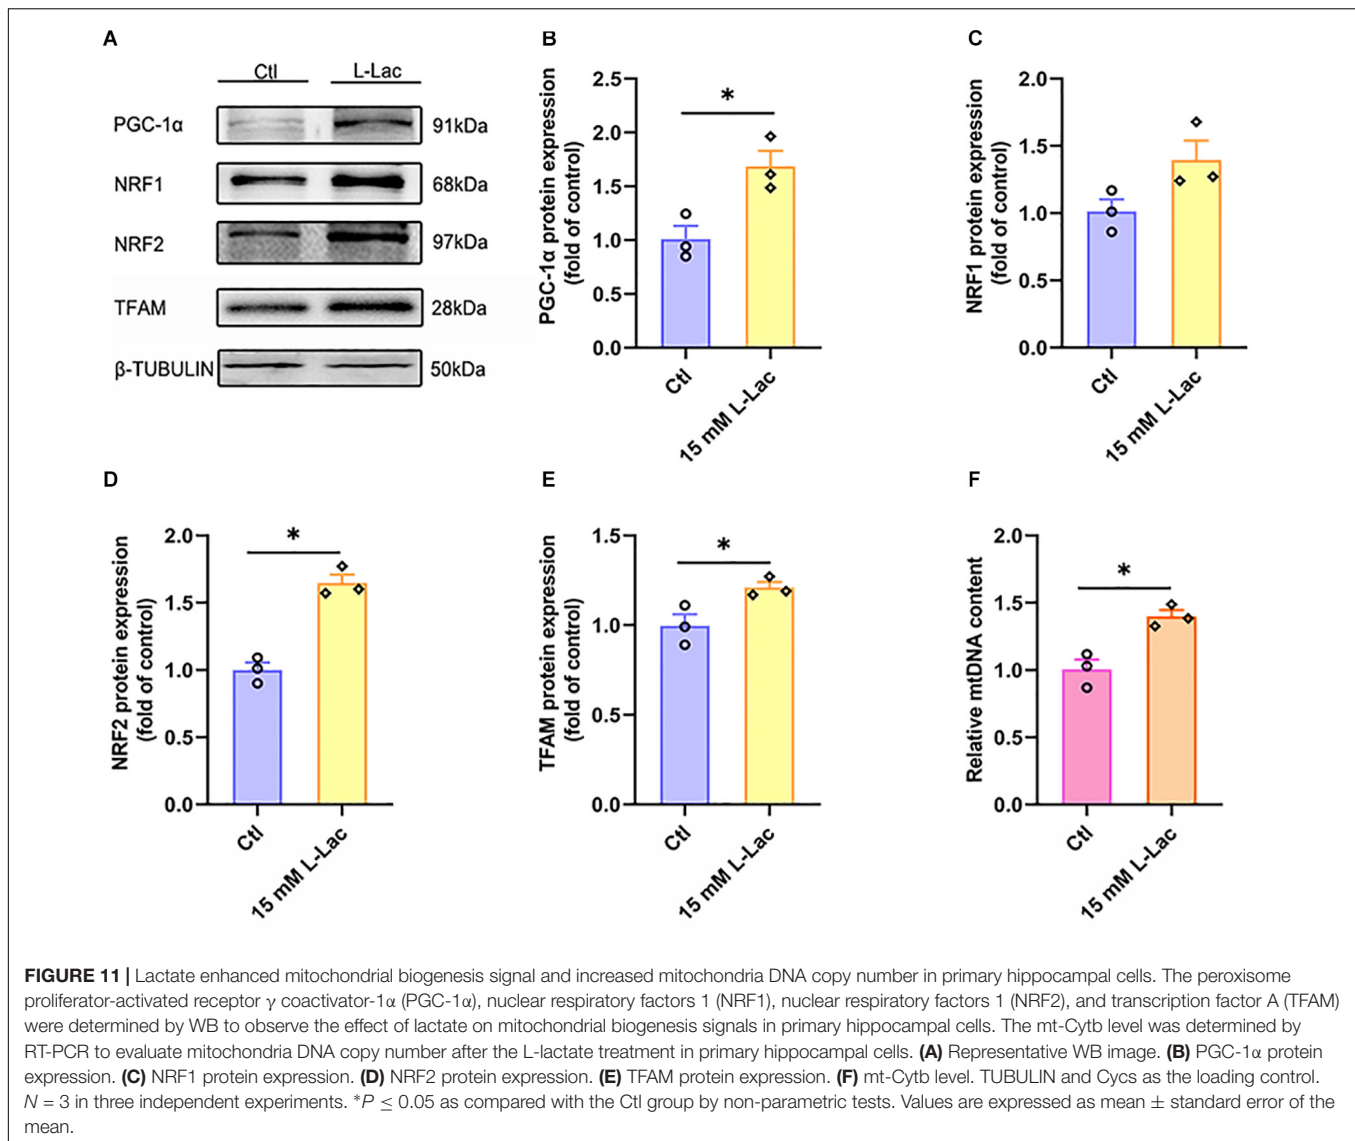 A
Ctl L-Lac
PGC-1α 91kDa
NRF1 68kDa
NRF2 97kDa
TFAM 28kDa
β-TUBULIN 50kDa
B
PGC-1α protein expression
(fold of control)
2.5
2.0
1.5
1.0
0.5
0.0
*
Ctl
15 mM L-Lac
C
NRF1 protein expression
(fold of control)
2.0
1.5
1.0
0.5
0.0
Ctl
15 mM L-Lac
D
NRF2 protein expression
(fold of control)
2.0
1.5
1.0
0.5
0.0
*
Ctl
15 mM L-Lac
E
TFAM protein expression
(fold of control)
1.5
1.0
0.5
0.0
*
Ctl
15 mM L-Lac
F
Relative mtDNA content
2.0
1.5
1.0
0.5
0.0
*
Ctl
15 mM L-Lac
FIGURE 11 | Lactate enhanced mitochondrial biogenesis signal and increased mitochondria DNA copy number in primary hippocampal cells. The peroxisome
proliferator-activated receptor γ coactivator-1α (PGC-1α), nuclear respiratory factors 1 (NRF1), nuclear respiratory factors 1 (NRF2), and transcription factor A (TFAM)
were determined by WB to observe the effect of lactate on mitochondrial biogenesis signals in primary hippocampal cells. The mt-Cytb level was determined by
RT-PCR to evaluate mitochondria DNA copy number after the L-lactate treatment in primary hippocampal cells. (A) Representative WB image. (B) PGC-1α protein
expression. (C) NRF1 protein expression. (D) NRF2 protein expression. (E) TFAM protein expression. (F) mt-Cytb level. TUBULIN and Cycs as the loading control.
N = 3 in three independent experiments. *P ≤ 0.05 as compared with the Ctl group by non-parametric tests. Values are expressed as mean ± standard error of the
mean.